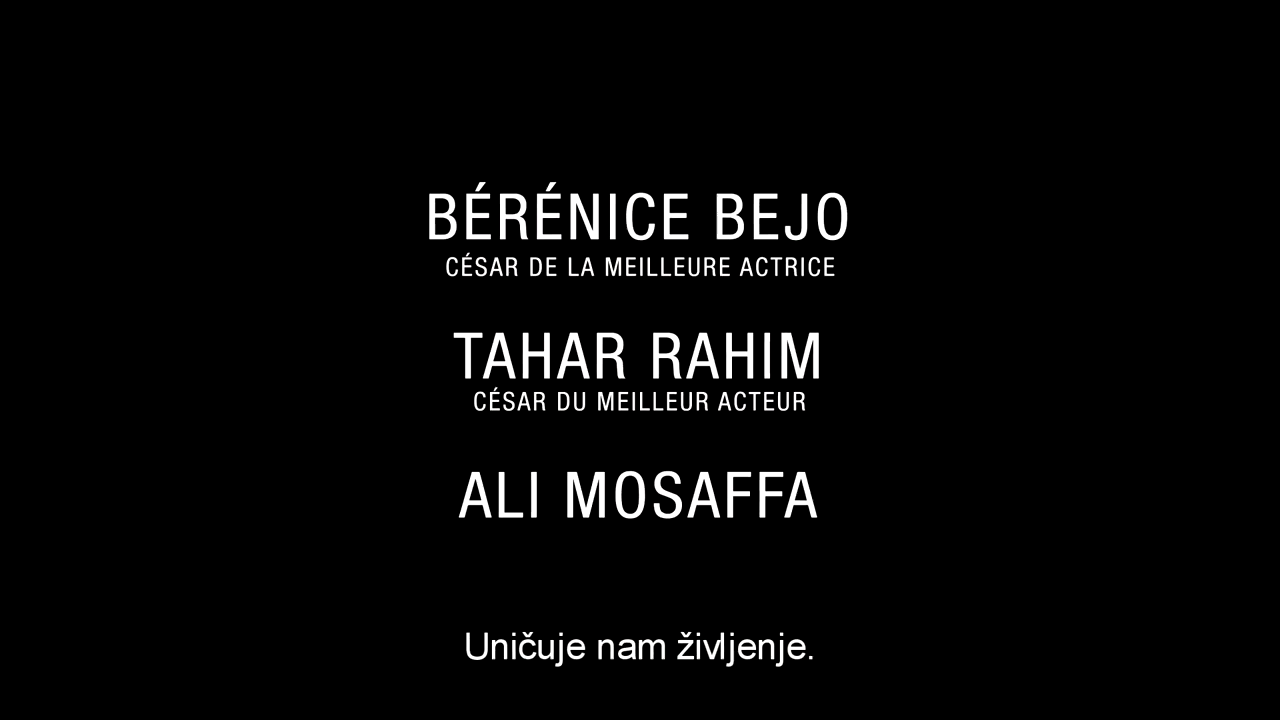 BÉRÉNICE BEJO
CÉSAR DE LA MEILLEURE ACTRICE
TAHAR RAHIM
CÉSAR DU MEILLEUR ACTEUR
ALI MOSAFFA
Uničuje nam življenje.